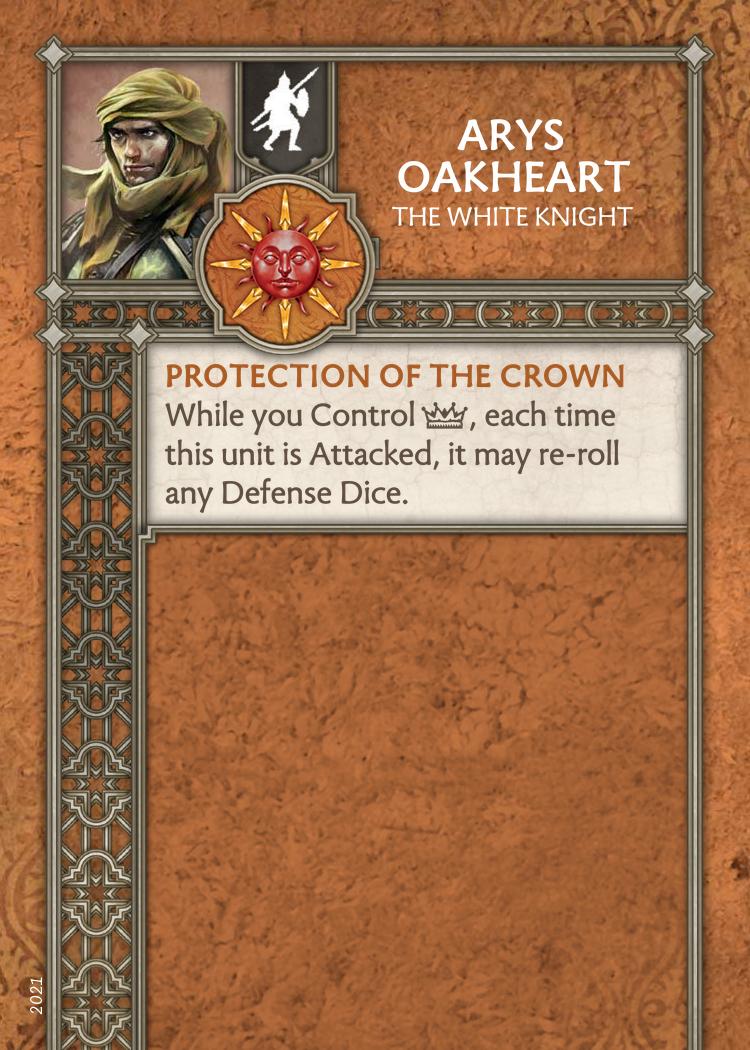 ARYS
OAKHEART
THE WHITE KNIGHT
PROTECTION OF THE CROWN
While you Control , each time
this unit is Attacked, it may re-roll
any Defense Dice.
2021